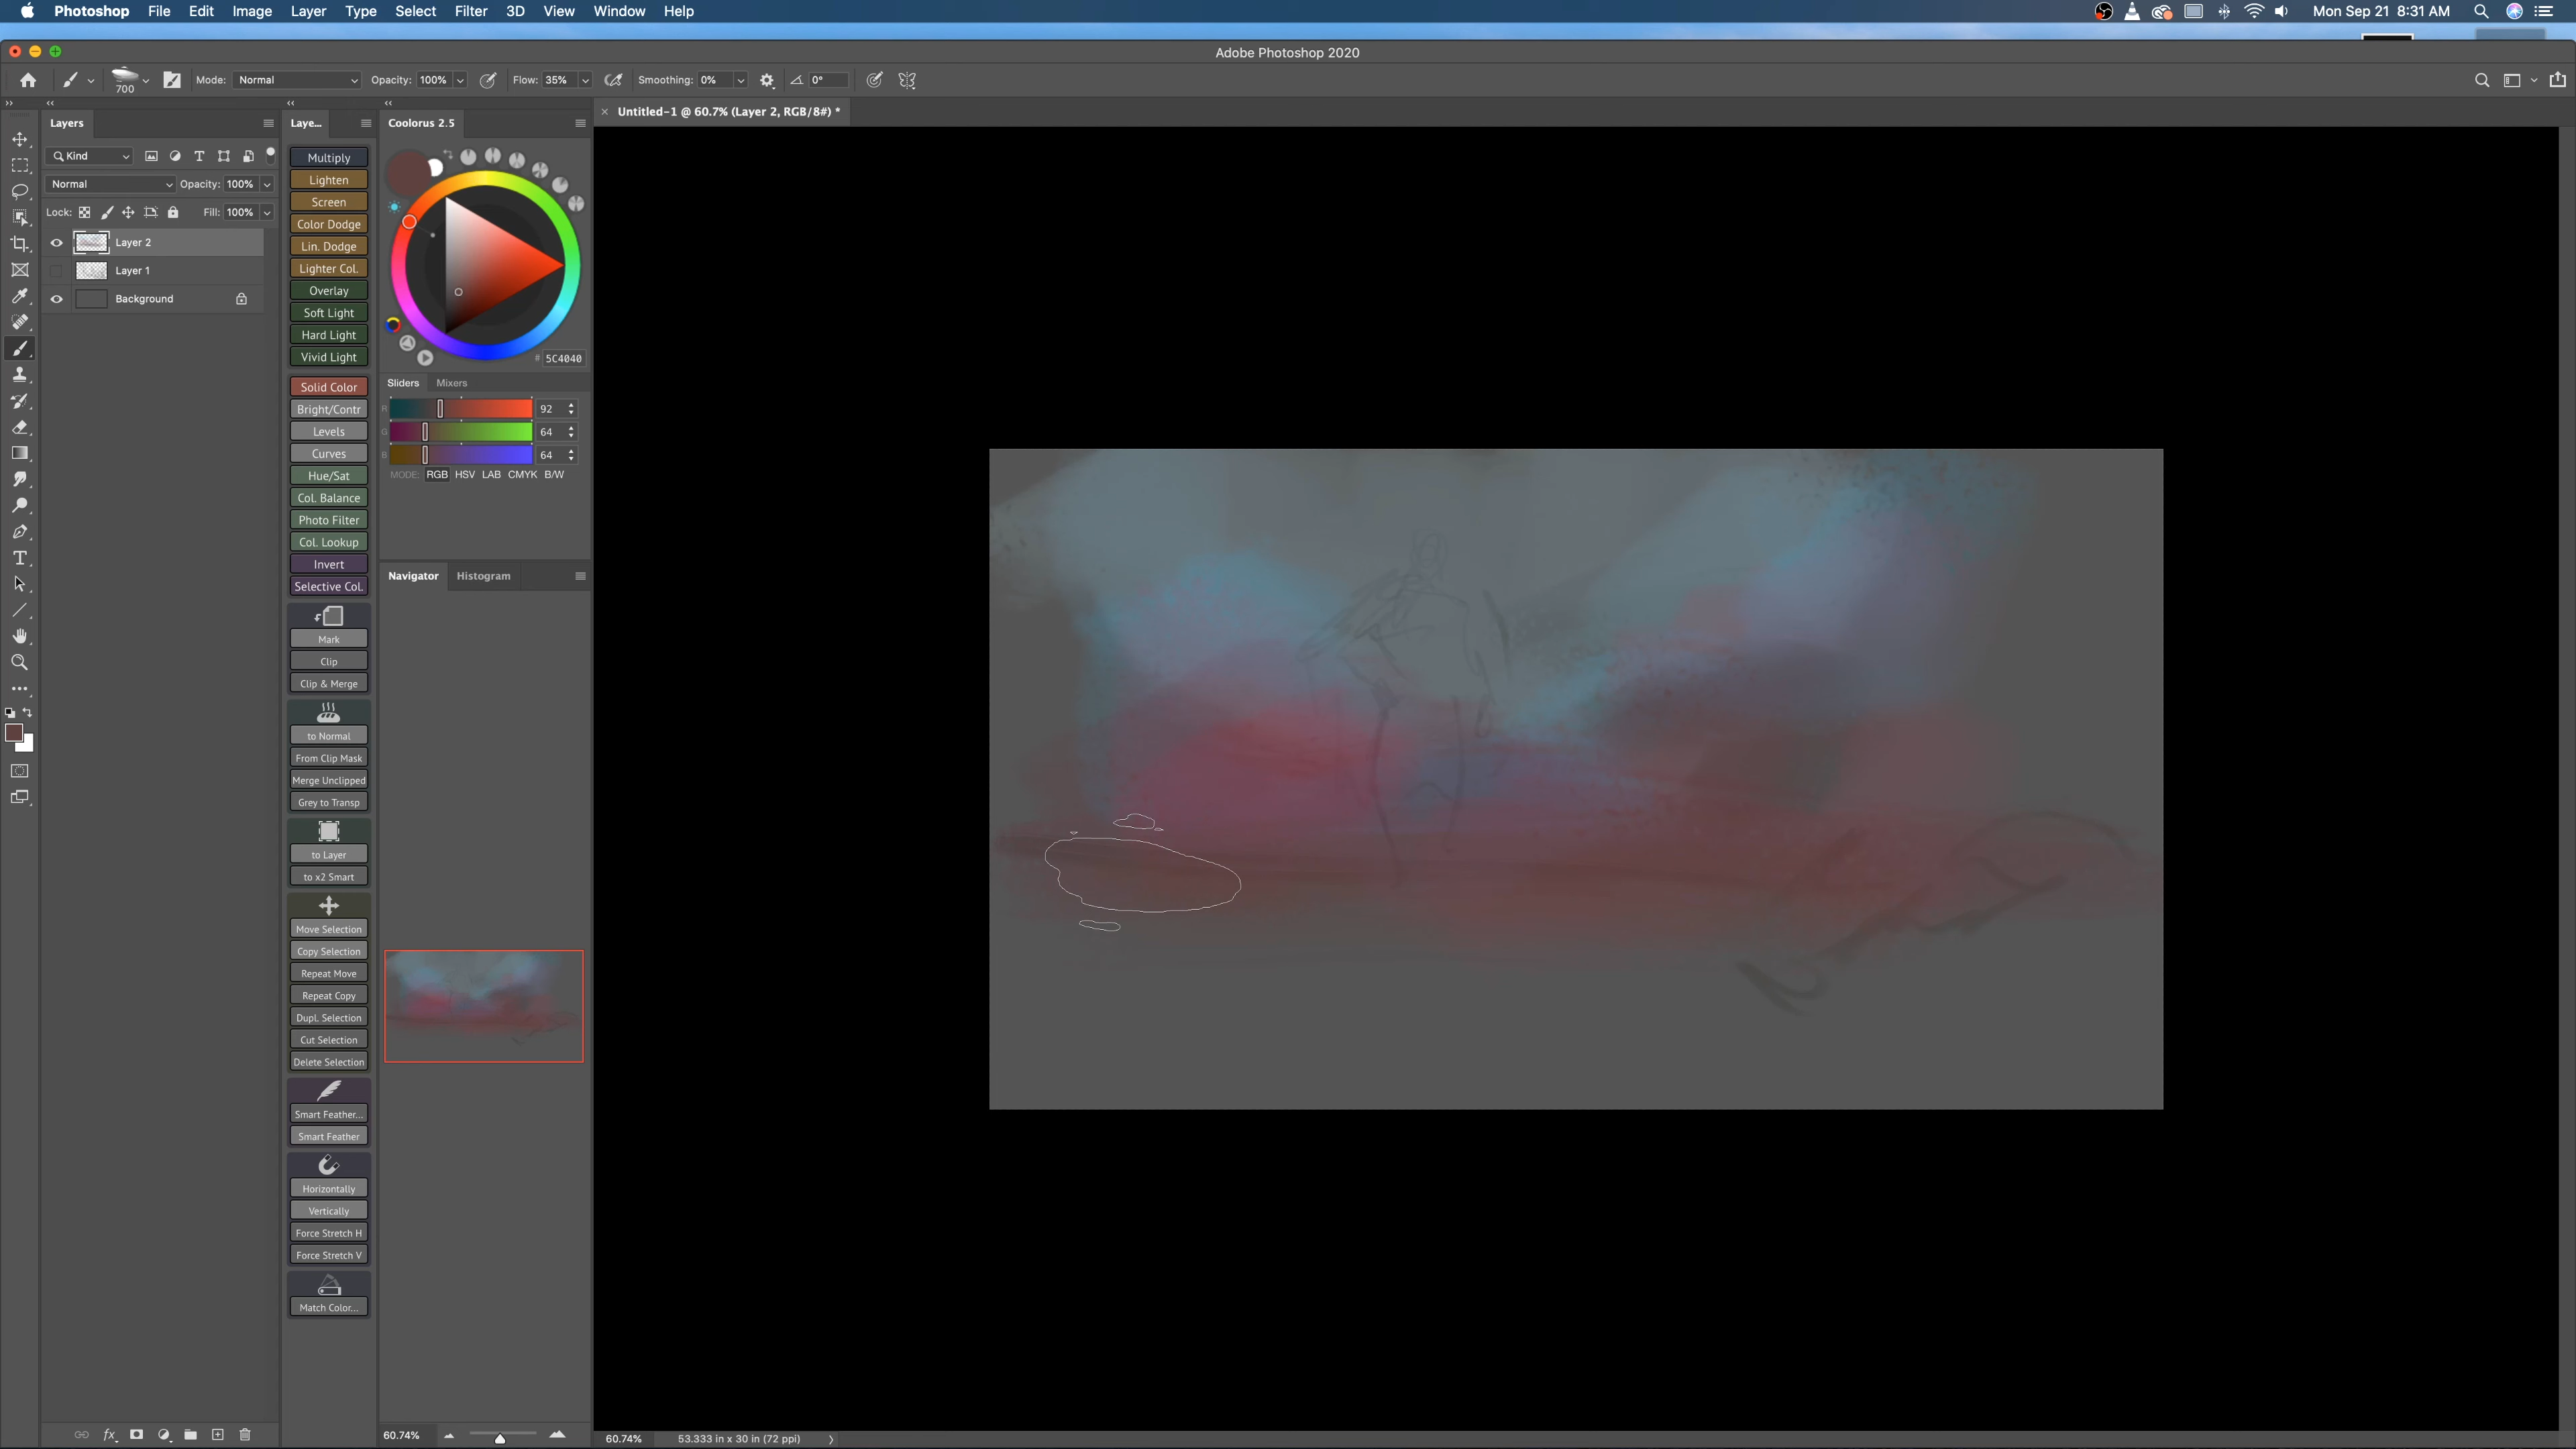 Photoshop File Edit Image Layer Type Select Filter 3D View Window Help Mon Sep 21 8:31 AM
Adobe Photoshop 2020
700 Mode: Normal Opacity: 100% Flow: 35% Smoothing: 0% 0°
Layers
Kind
Normal Opacity: 100%
Lock: Fill: 100%
Layer 2
Layer 1
Background
Laye...
Multiply
Lighten
Screen
Color Dodge
Lin. Dodge
Lighter Col.
Overlay
Soft Light
Hard Light
Vivid Light
Solid Color
Bright/Contr
Levels
Curves
Hue/Sat
Col. Balance
Photo Filter
Col. Lookup
Invert
Selective Col.
Mark
Clip
Clip & Merge
to Normal
From Clip Mask
Merge Unclipped
Grey to Transp
to Layer
to x2 Smart
Move Selection
Copy Selection
Repeat Move
Repeat Copy
Dupl. Selection
Cut Selection
Delete Selection
Smart Feather...
Smart Feather
Horizontally
Vertically
Force Stretch H
Force Stretch V
Match Color...
Coolorus 2.5
# 5C4040
Sliders Mixers
R 92
G 64
B 64
MODE: RGB HSV LAB CMYK B/W
Navigator Histogram
60.74%
Untitled-1 @ 60.7% (Layer 2, RGB/8#) *
60.74% 53.333 in x 30 in (72 ppi)